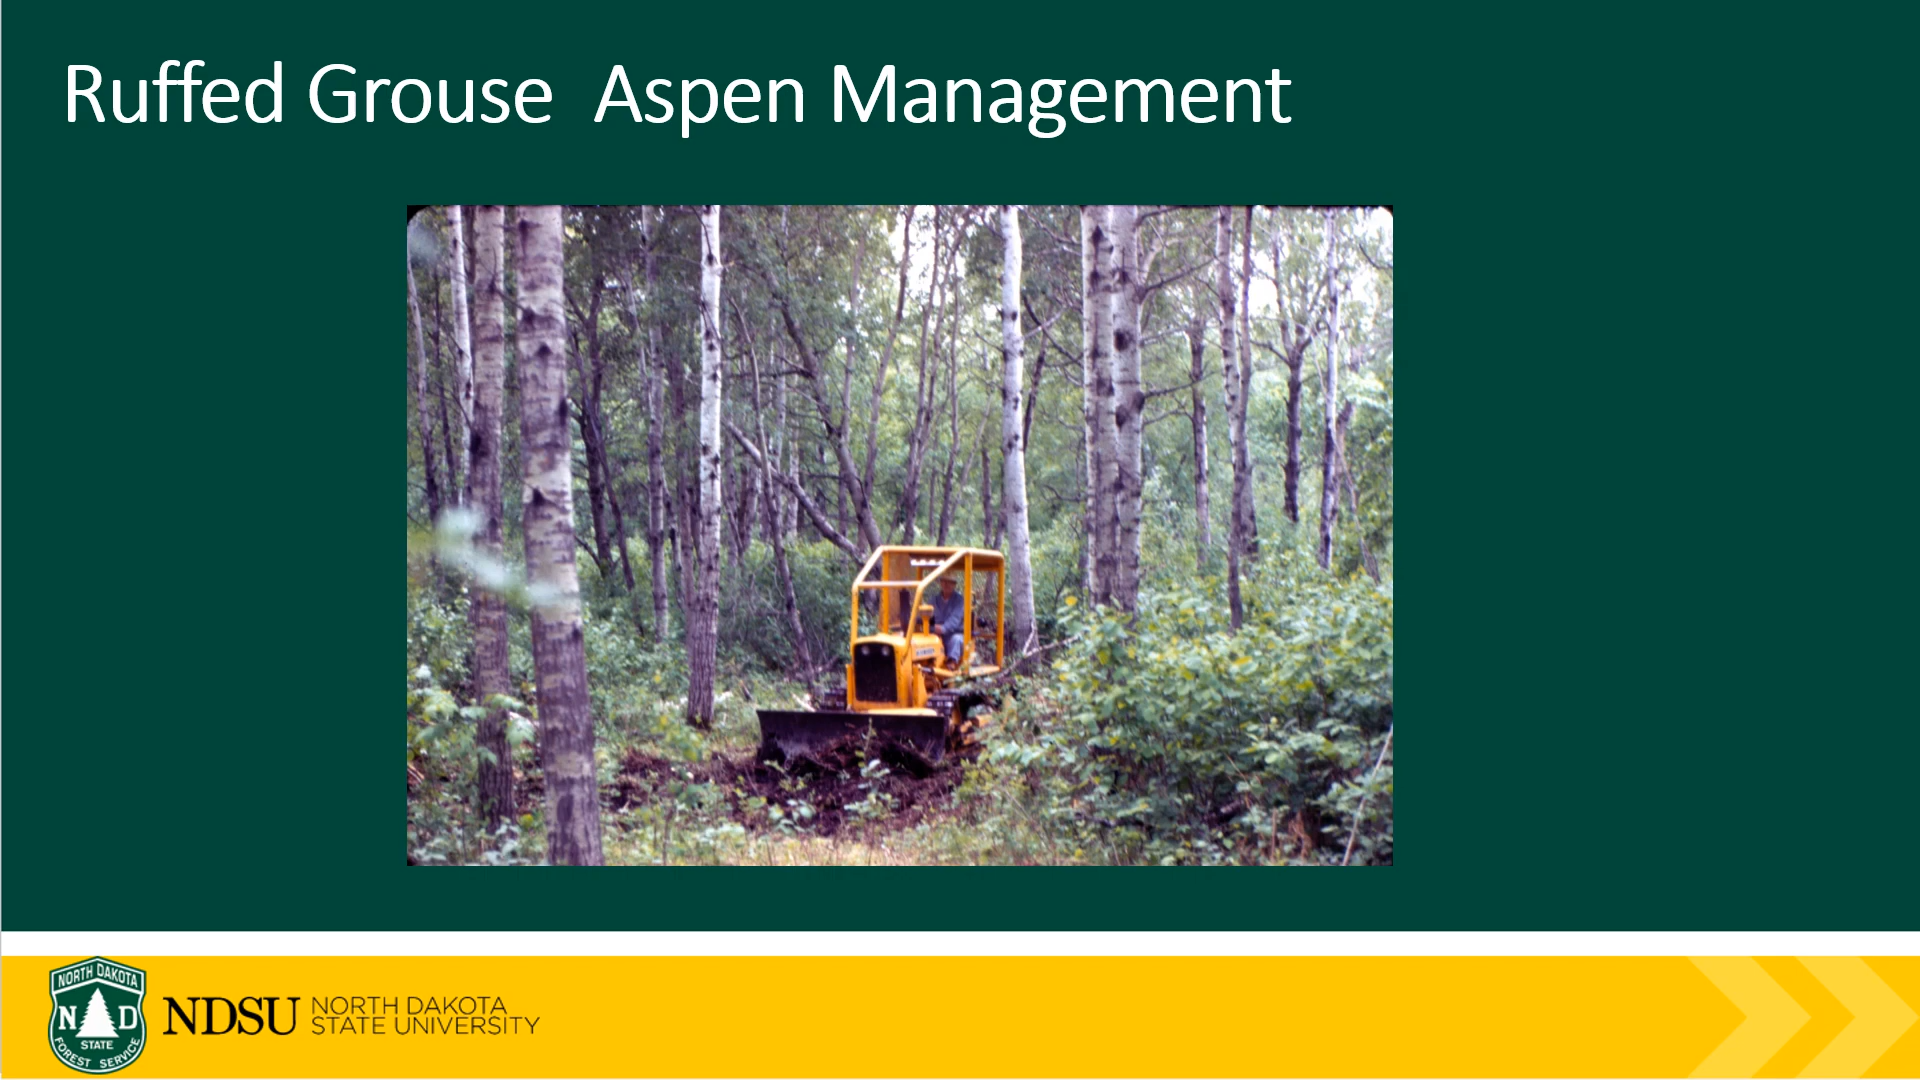 Ruffed Grouse  Aspen Management
NORTH DAKOTA
N D
STATE
FOREST SERVICE
NDSU
NORTH DAKOTA
STATE UNIVERSITY